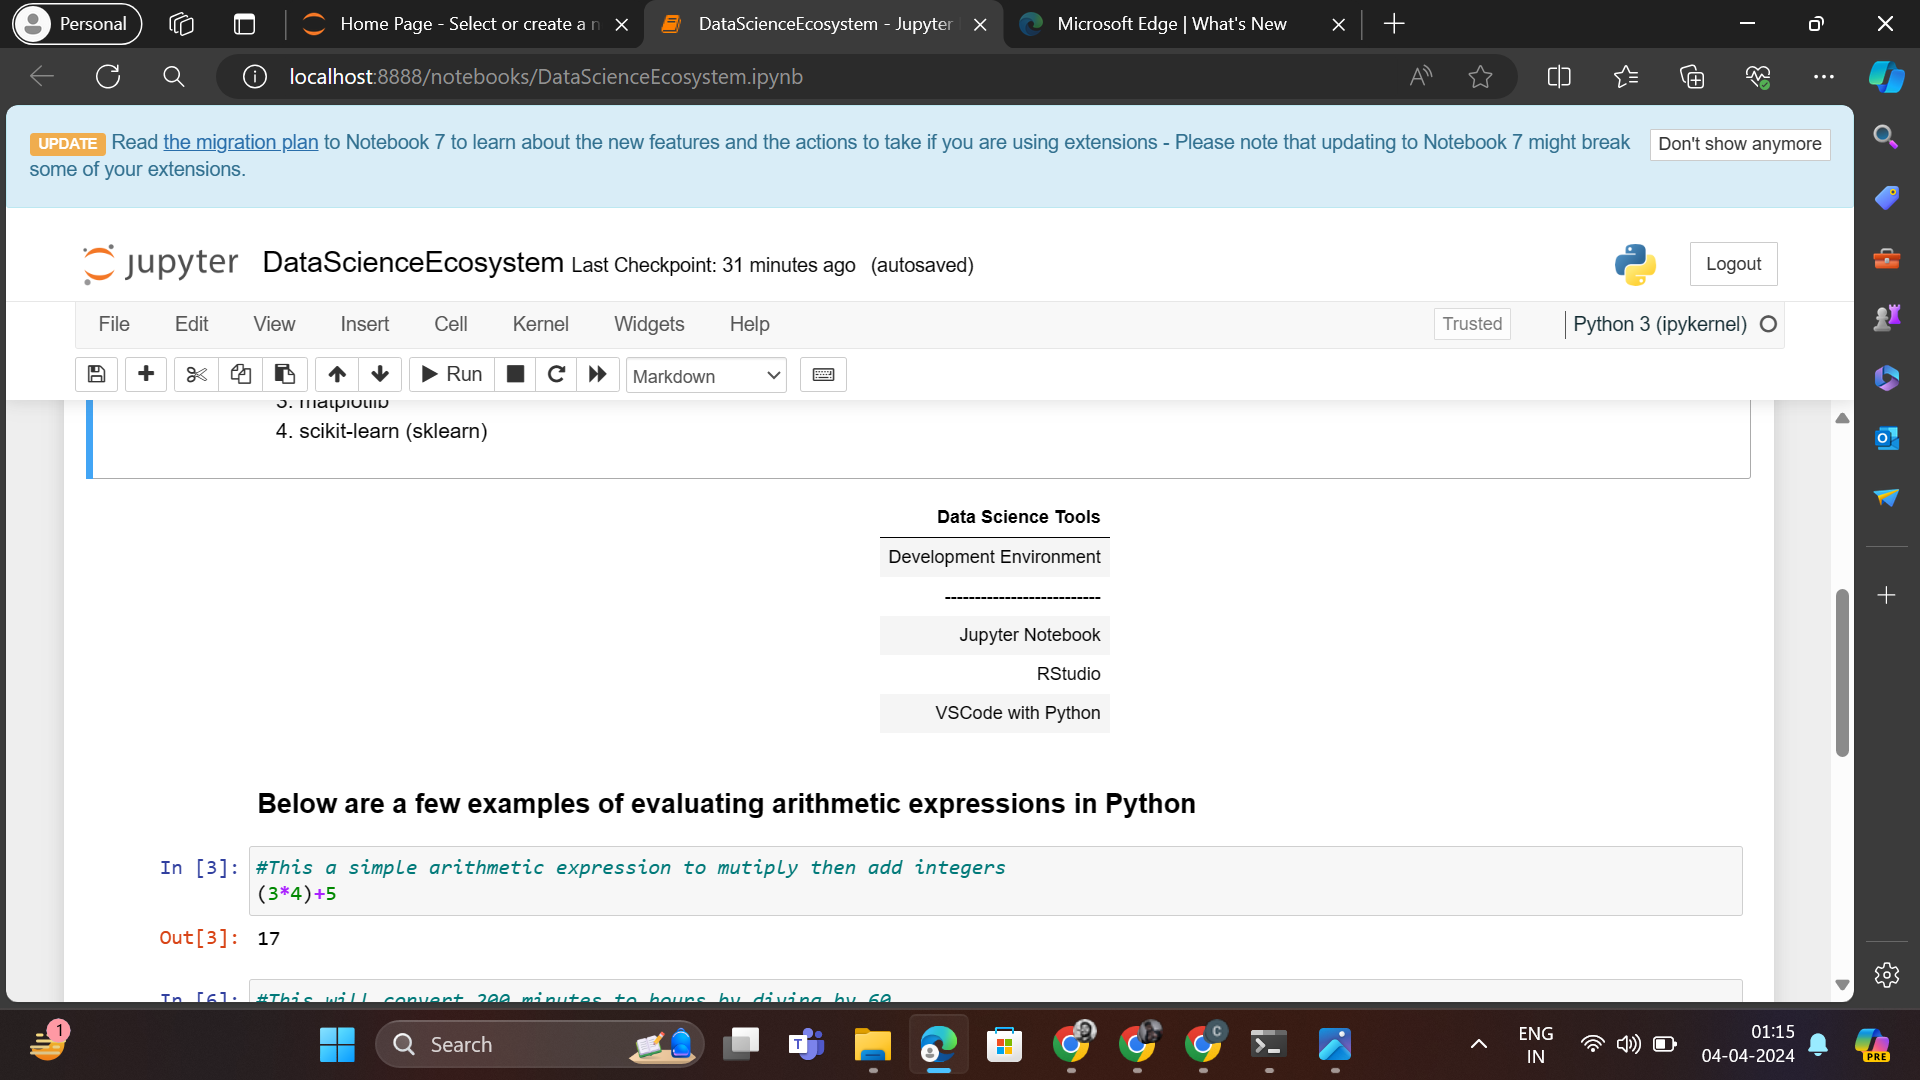 Personal
Home Page - Select or create a n
DataScienceEcosystem - Jupyter
Microsoft Edge | What's New
localhost:8888/notebooks/DataScienceEcosystem.ipynb
UPDATE Read the migration plan to Notebook 7 to learn about the new features and the actions to take if you are using extensions - Please note that updating to Notebook 7 might break
some of your extensions.
Don't show anymore
jupyter DataScienceEcosystem Last Checkpoint: 31 minutes ago (autosaved)
Logout
File Edit View Insert Cell Kernel Widgets Help
Trusted
Python 3 (ipykernel)
Run
Markdown
3. matplotlib
4. scikit-learn (sklearn)
Data Science Tools
Development Environment
--------------------------
Jupyter Notebook
RStudio
VSCode with Python
Below are a few examples of evaluating arithmetic expressions in Python
In [3]: #This a simple arithmetic expression to mutiply then add integers
(3*4)+5
Out[3]: 17
In [6]: #This will convert 200 minutes to hours by diving by 60
1
Search
T
C
ENG
IN
01:15
04-04-2024
PRE